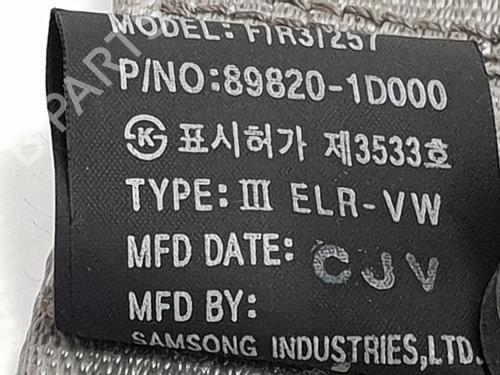 MODEL: F/R37257
P/NO:89820-1D000
표시허가 제3533호
TYPE: Ⅲ ELR-VW
MFD DATE: CJV
MFD BY:
SAMSONG INDUSTRIES,LTD.